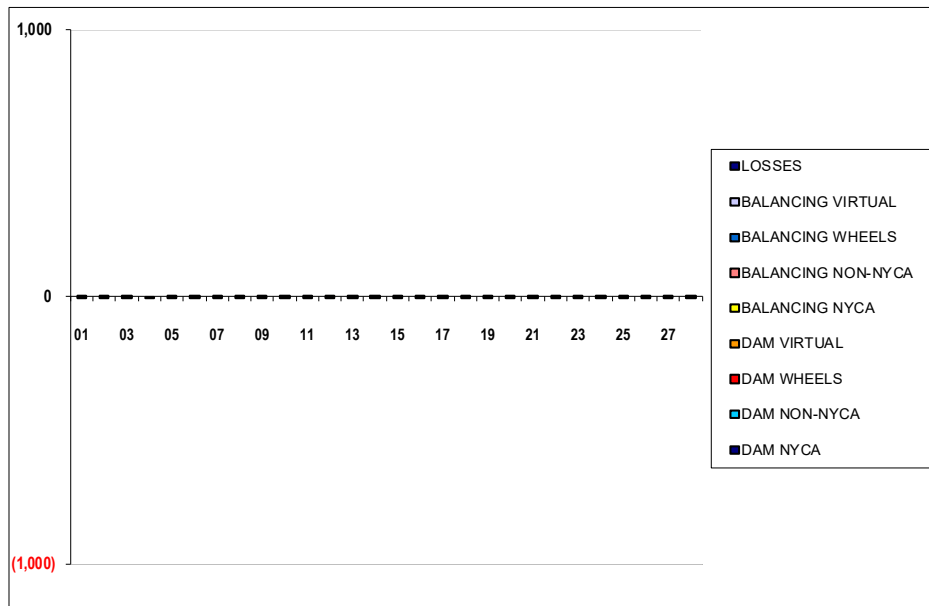 1,000
0
01 03 05 07 09 11 13 15 17 19 21 23 25 27
(1,000)
LOSSES
BALANCING VIRTUAL
BALANCING WHEELS
BALANCING NON-NYCA
BALANCING NYCA
DAM VIRTUAL
DAM WHEELS
DAM NON-NYCA
DAM NYCA